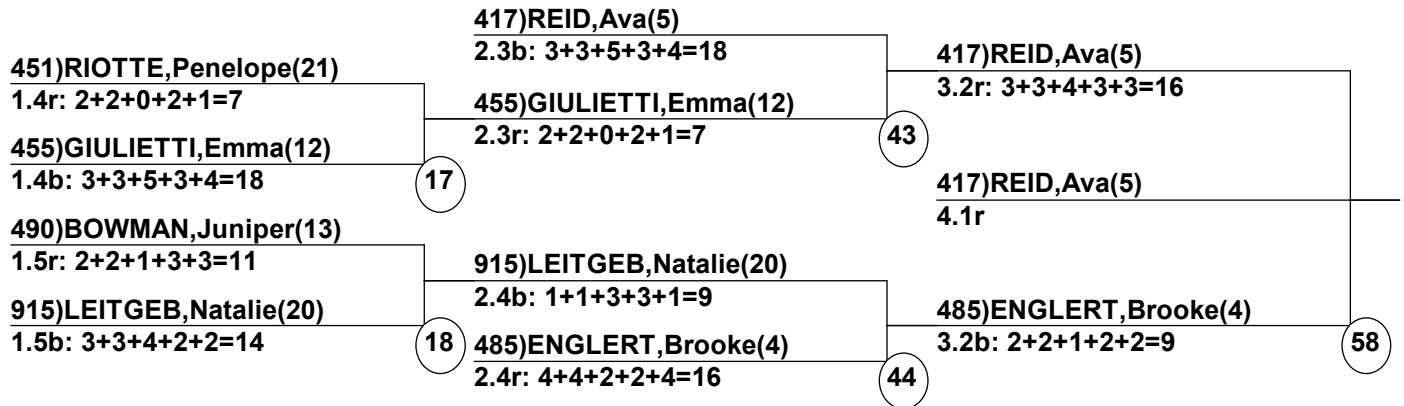 451)RIOTTE,Penelope(21)
1.4r: 2+2+0+2+1=7
455)GIULIETTI,Emma(12)
1.4b: 3+3+5+3+4=18
17
490)BOWMAN,Juniper(13)
1.5r: 2+2+1+3+3=11
915)LEITGEB,Natalie(20)
1.5b: 3+3+4+2+2=14
18
417)REID,Ava(5)
2.3b: 3+3+5+3+4=18
455)GIULIETTI,Emma(12)
2.3r: 2+2+0+2+1=7
43
915)LEITGEB,Natalie(20)
2.4b: 1+1+3+3+1=9
485)ENGLERT,Brooke(4)
2.4r: 4+4+2+2+4=16
44
417)REID,Ava(5)
3.2r: 3+3+4+3+3=16
417)REID,Ava(5)
4.1r
485)ENGLERT,Brooke(4)
3.2b: 2+2+1+2+2=9
58